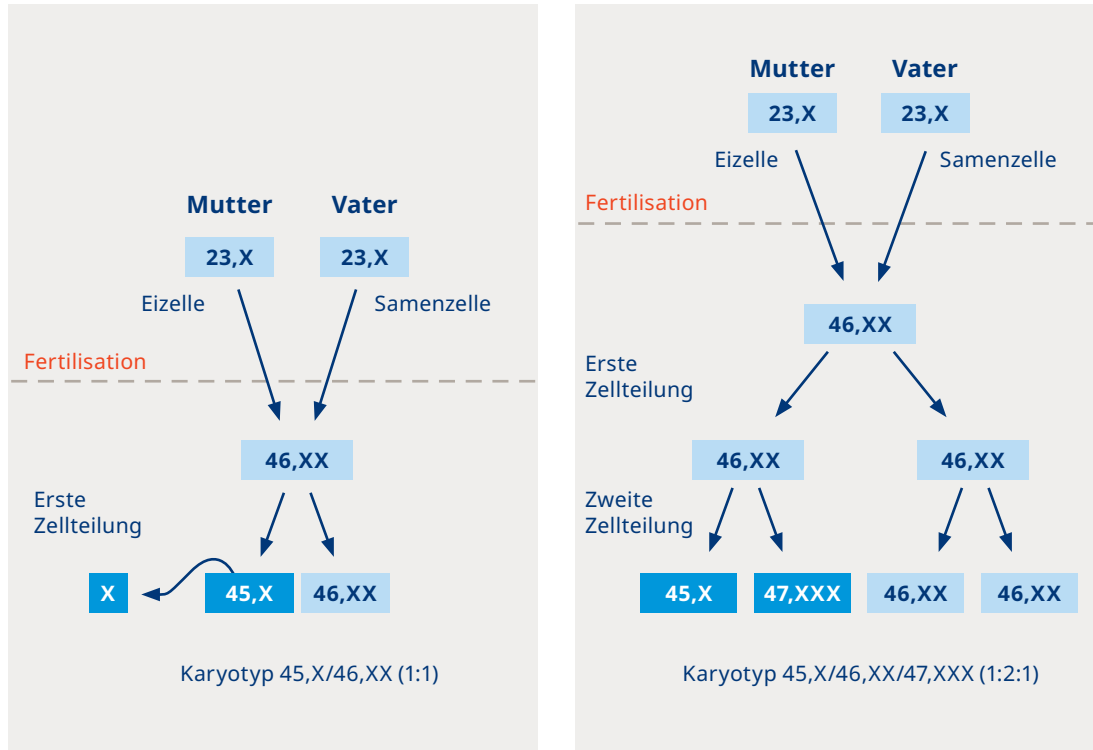 Mutter Vater
23,X 23,X
Eizelle Samenzelle
Fertilisation
46,XX
Erste
Zellteilung
X 45,X 46,XX
Karyotyp 45,X/46,XX (1:1)
Mutter Vater
23,X 23,X
Eizelle Samenzelle
Fertilisation
46,XX
Erste
Zellteilung
46,XX 46,XX
Zweite
Zellteilung
45,X 47,XXX 46,XX 46,XX
Karyotyp 45,X/46,XX/47,XXX (1:2:1)